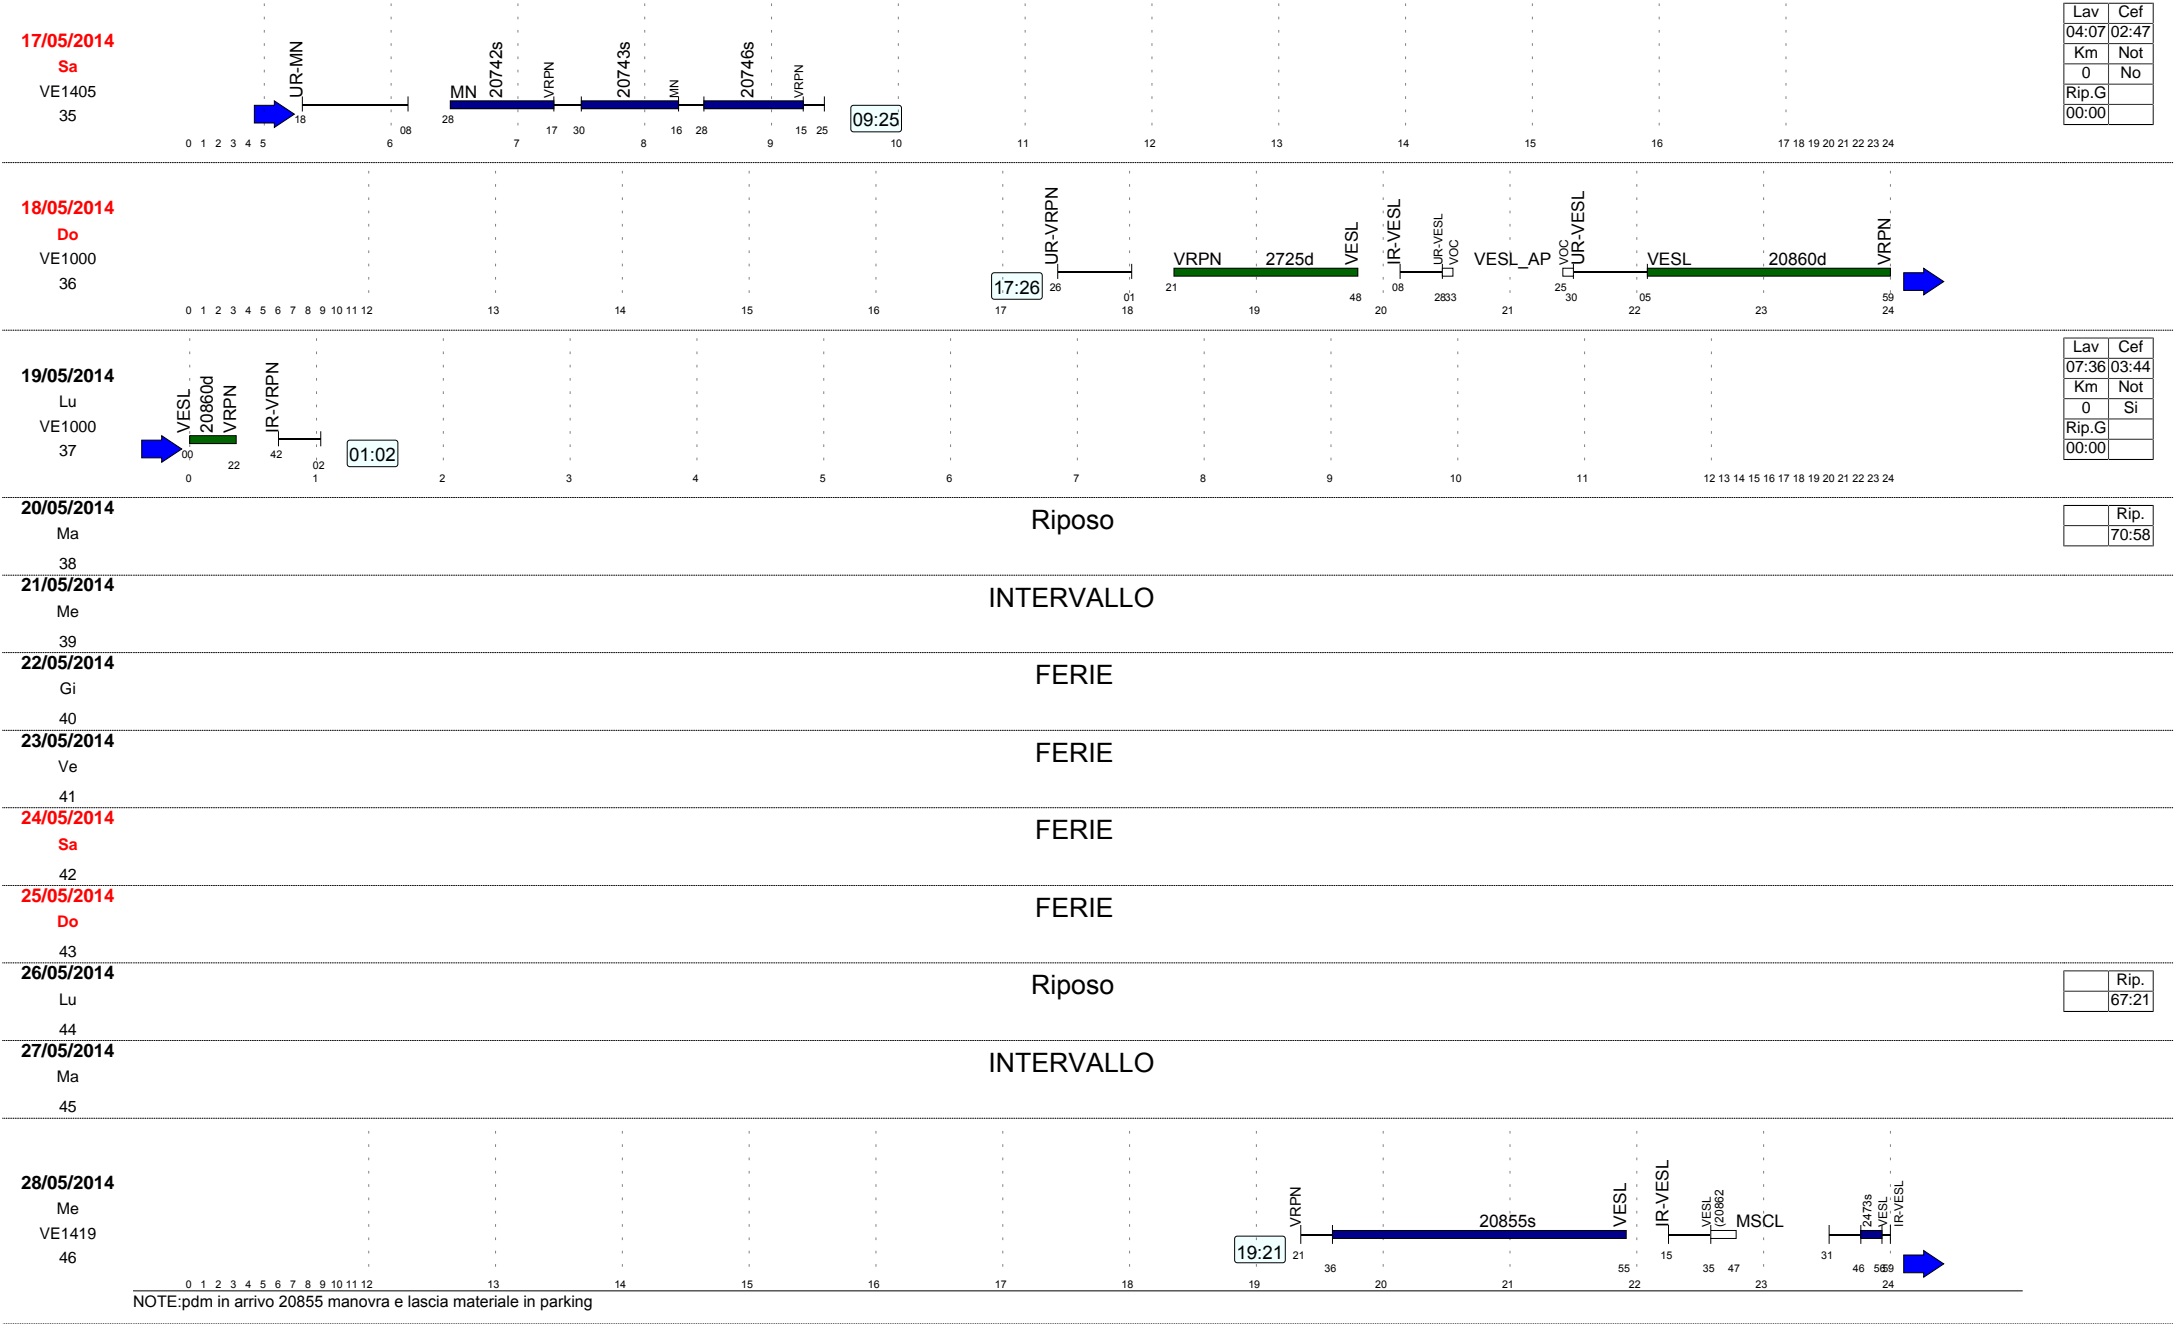 17/05/2014
Sa
VE1405
35
UR-MN
MN 20742s VRPN 20743s MN 20746s VRPN
18 08 28 17 30 16 28 15 25
09:25
0 1 2 3 4 5 6 7 8 9 10 11 12 13 14 15 16 17 18 19 20 21 22 23 24
Lav Cef
04:07 02:47
Km Not
0 No
Rip.G
00:00
18/05/2014
Do
VE1000
36
17:26
UR-VRPN VRPN 2725d VESL IR-VESL UR-VESL VOC VESL_AP VOC UR-VESL VESL 20860d VRPN
26 01 21 48 08 28 33 25 30 05 59
0 1 2 3 4 5 6 7 8 9 10 11 12 13 14 15 16 17 18 19 20 21 22 23 24
19/05/2014
Lu
VE1000
37
VESL 20860d VRPN IR-VRPN
00 22 42 02
01:02
0 1 2 3 4 5 6 7 8 9 10 11 12 13 14 15 16 17 18 19 20 21 22 23 24
Lav Cef
07:36 03:44
Km Not
0 Si
Rip.G
00:00
20/05/2014
Ma
38
Riposo
Rip.
70:58
21/05/2014
Me
39
INTERVALLO
22/05/2014
Gi
40
FERIE
23/05/2014
Ve
41
FERIE
24/05/2014
Sa
42
FERIE
25/05/2014
Do
43
FERIE
26/05/2014
Lu
44
Riposo
Rip.
67:21
27/05/2014
Ma
45
INTERVALLO
28/05/2014
Me
VE1419
46
19:21
VRPN 20855s VESL IR-VESL VESL (20862 MSCL 2473s VESL IR-VESL
21 36 55 15 35 47 31 46 56 59
0 1 2 3 4 5 6 7 8 9 10 11 12 13 14 15 16 17 18 19 20 21 22 23 24
NOTE:pdm in arrivo 20855 manovra e lascia materiale in parking